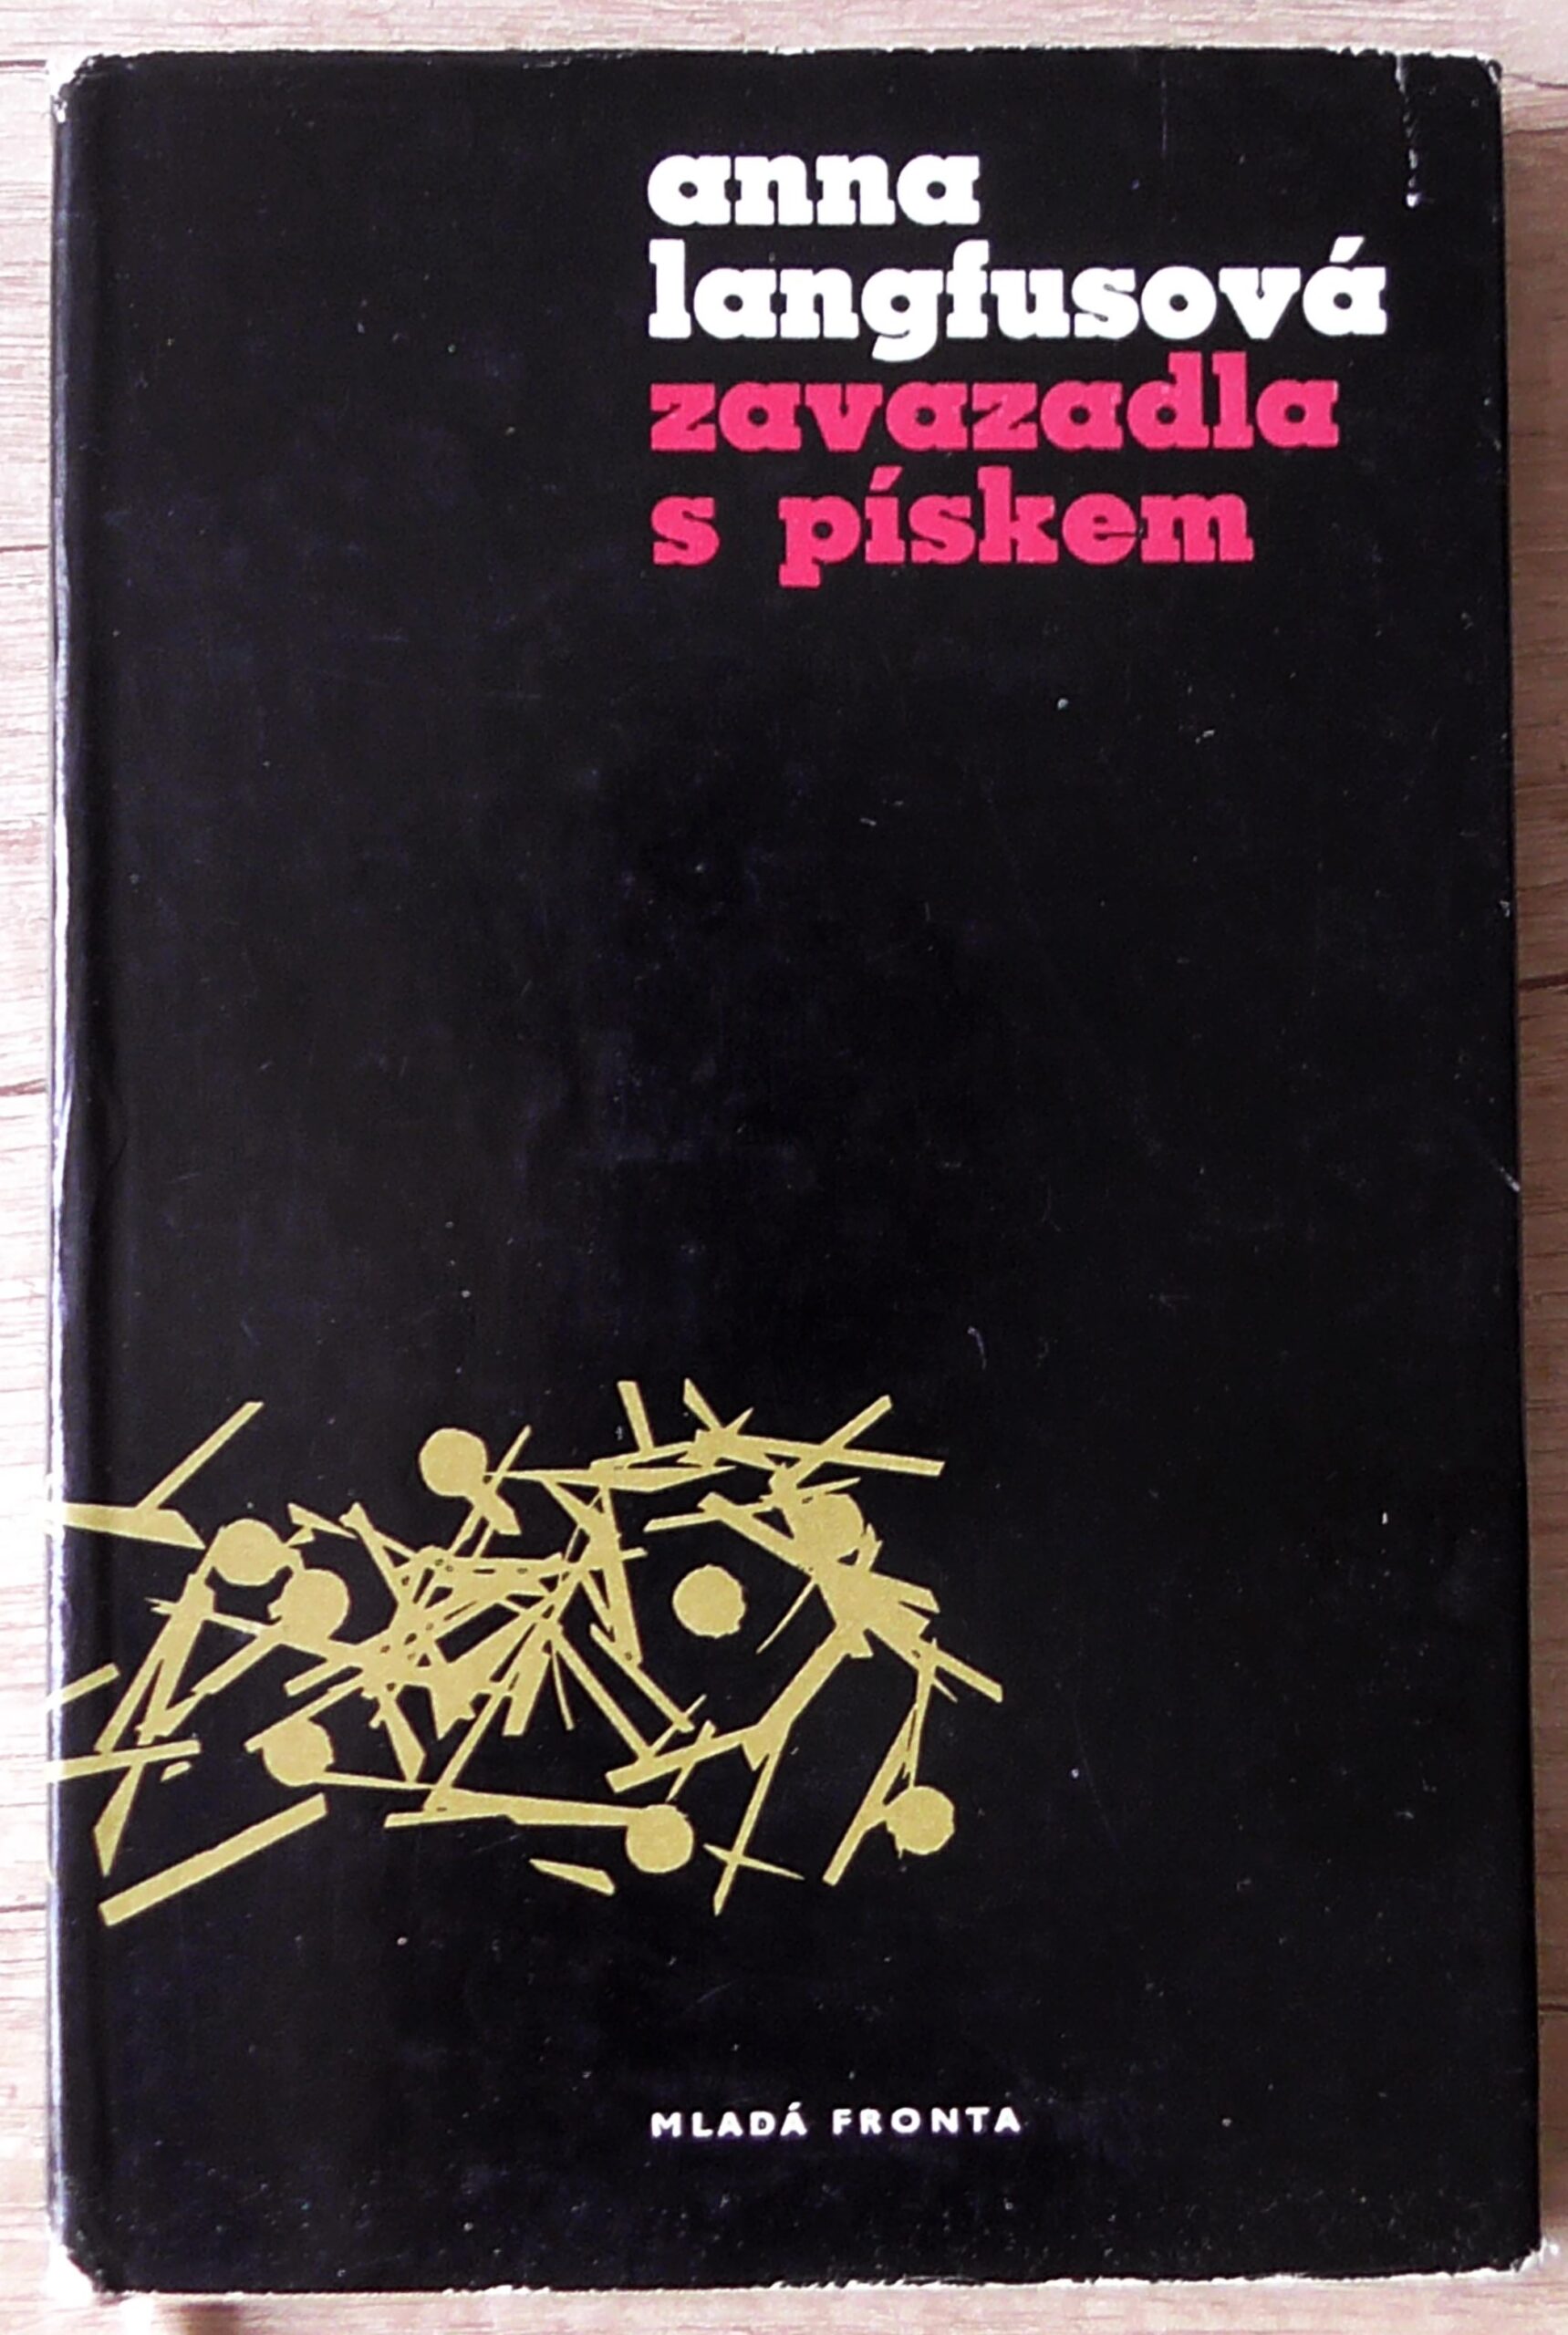 anna
langfusová
zavazadla
s pískem
MLADÁ FRONTA